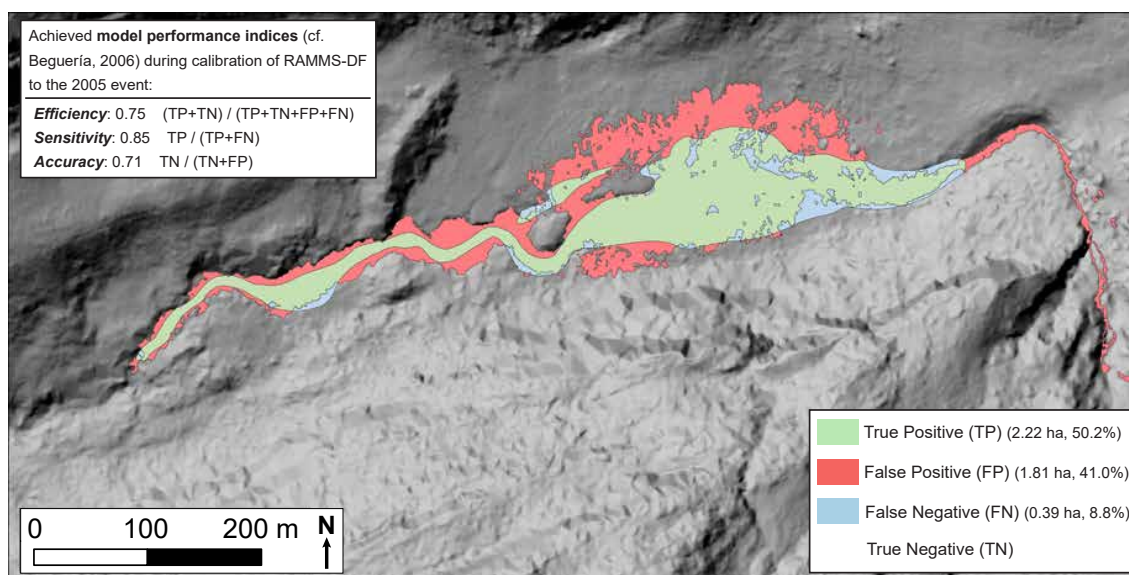 Achieved model performance indices (cf.
Beguería, 2006) during calibration of RAMMS-DF
to the 2005 event:
Efficiency: 0.75 (TP+TN) / (TP+TN+FP+FN)
Sensitivity: 0.85 TP / (TP+FN)
Accuracy: 0.71 TN / (TN+FP)
True Positive (TP) (2.22 ha, 50.2%)
False Positive (FP) (1.81 ha, 41.0%)
False Negative (FN) (0.39 ha, 8.8%)
True Negative (TN)
0 100 200 m N